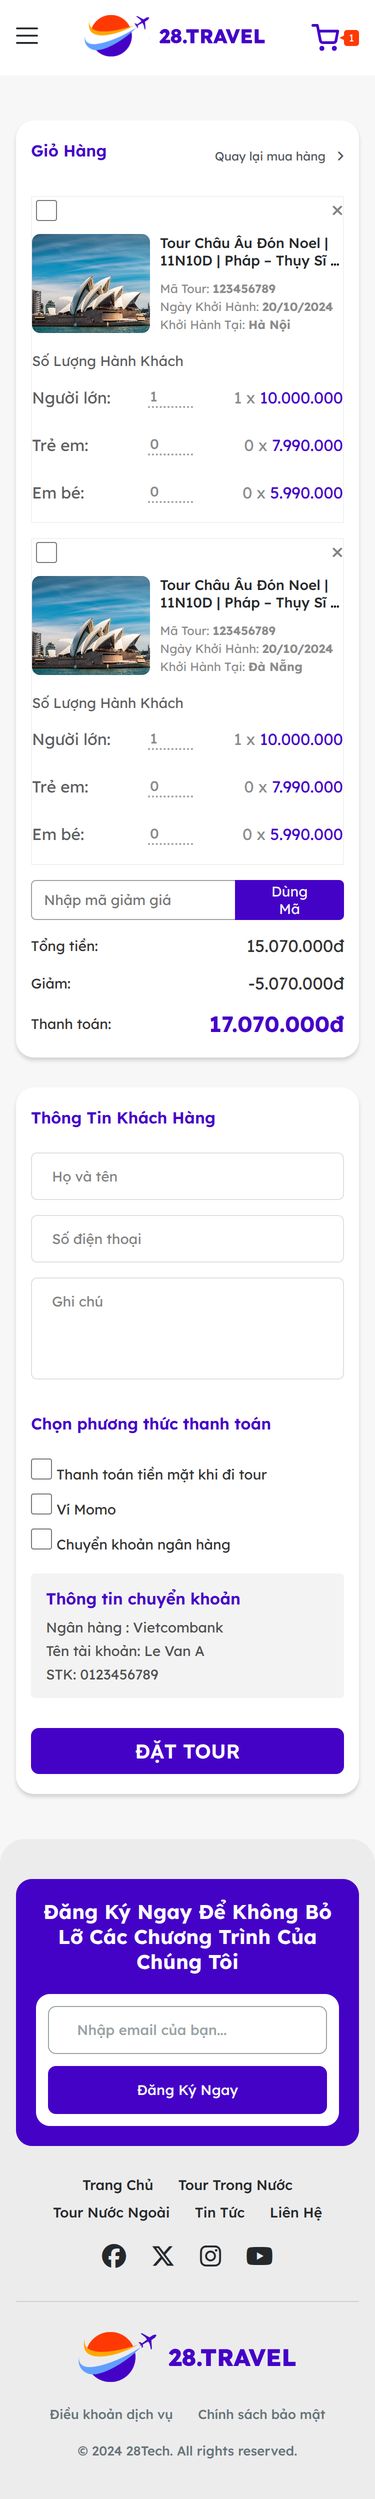 28.TRAVEL
1
Giỏ Hàng
Quay lại mua hàng
Tour Châu Âu Đón Noel |
11N10D | Pháp – Thụy Sĩ ...
Mã Tour: 123456789
Ngày Khởi Hành: 20/10/2024
Khởi Hành Tại: Hà Nội
Số Lượng Hành Khách
Người lớn: 1 1 x 10.000.000
Trẻ em: 0 0 x 7.990.000
Em bé: 0 0 x 5.990.000
Tour Châu Âu Đón Noel |
11N10D | Pháp – Thụy Sĩ ...
Mã Tour: 123456789
Ngày Khởi Hành: 20/10/2024
Khởi Hành Tại: Đà Nẵng
Số Lượng Hành Khách
Người lớn: 1 1 x 10.000.000
Trẻ em: 0 0 x 7.990.000
Em bé: 0 0 x 5.990.000
Nhập mã giảm giá
Dùng
Mã
Tổng tiền: 15.070.000đ
Giảm: -5.070.000đ
Thanh toán: 17.070.000đ
Thông Tin Khách Hàng
Họ và tên
Số điện thoại
Ghi chú
Chọn phương thức thanh toán
Thanh toán tiền mặt khi đi tour
Ví Momo
Chuyển khoản ngân hàng
Thông tin chuyển khoản
Ngân hàng : Vietcombank
Tên tài khoản: Le Van A
STK: 0123456789
ĐẶT TOUR
Đăng Ký Ngay Để Không Bỏ
Lỡ Các Chương Trình Của
Chúng Tôi
Nhập email của bạn...
Đăng Ký Ngay
Trang Chủ Tour Trong Nước
Tour Nước Ngoài Tin Tức Liên Hệ
28.TRAVEL
Điều khoản dịch vụ Chính sách bảo mật
© 2024 28Tech. All rights reserved.